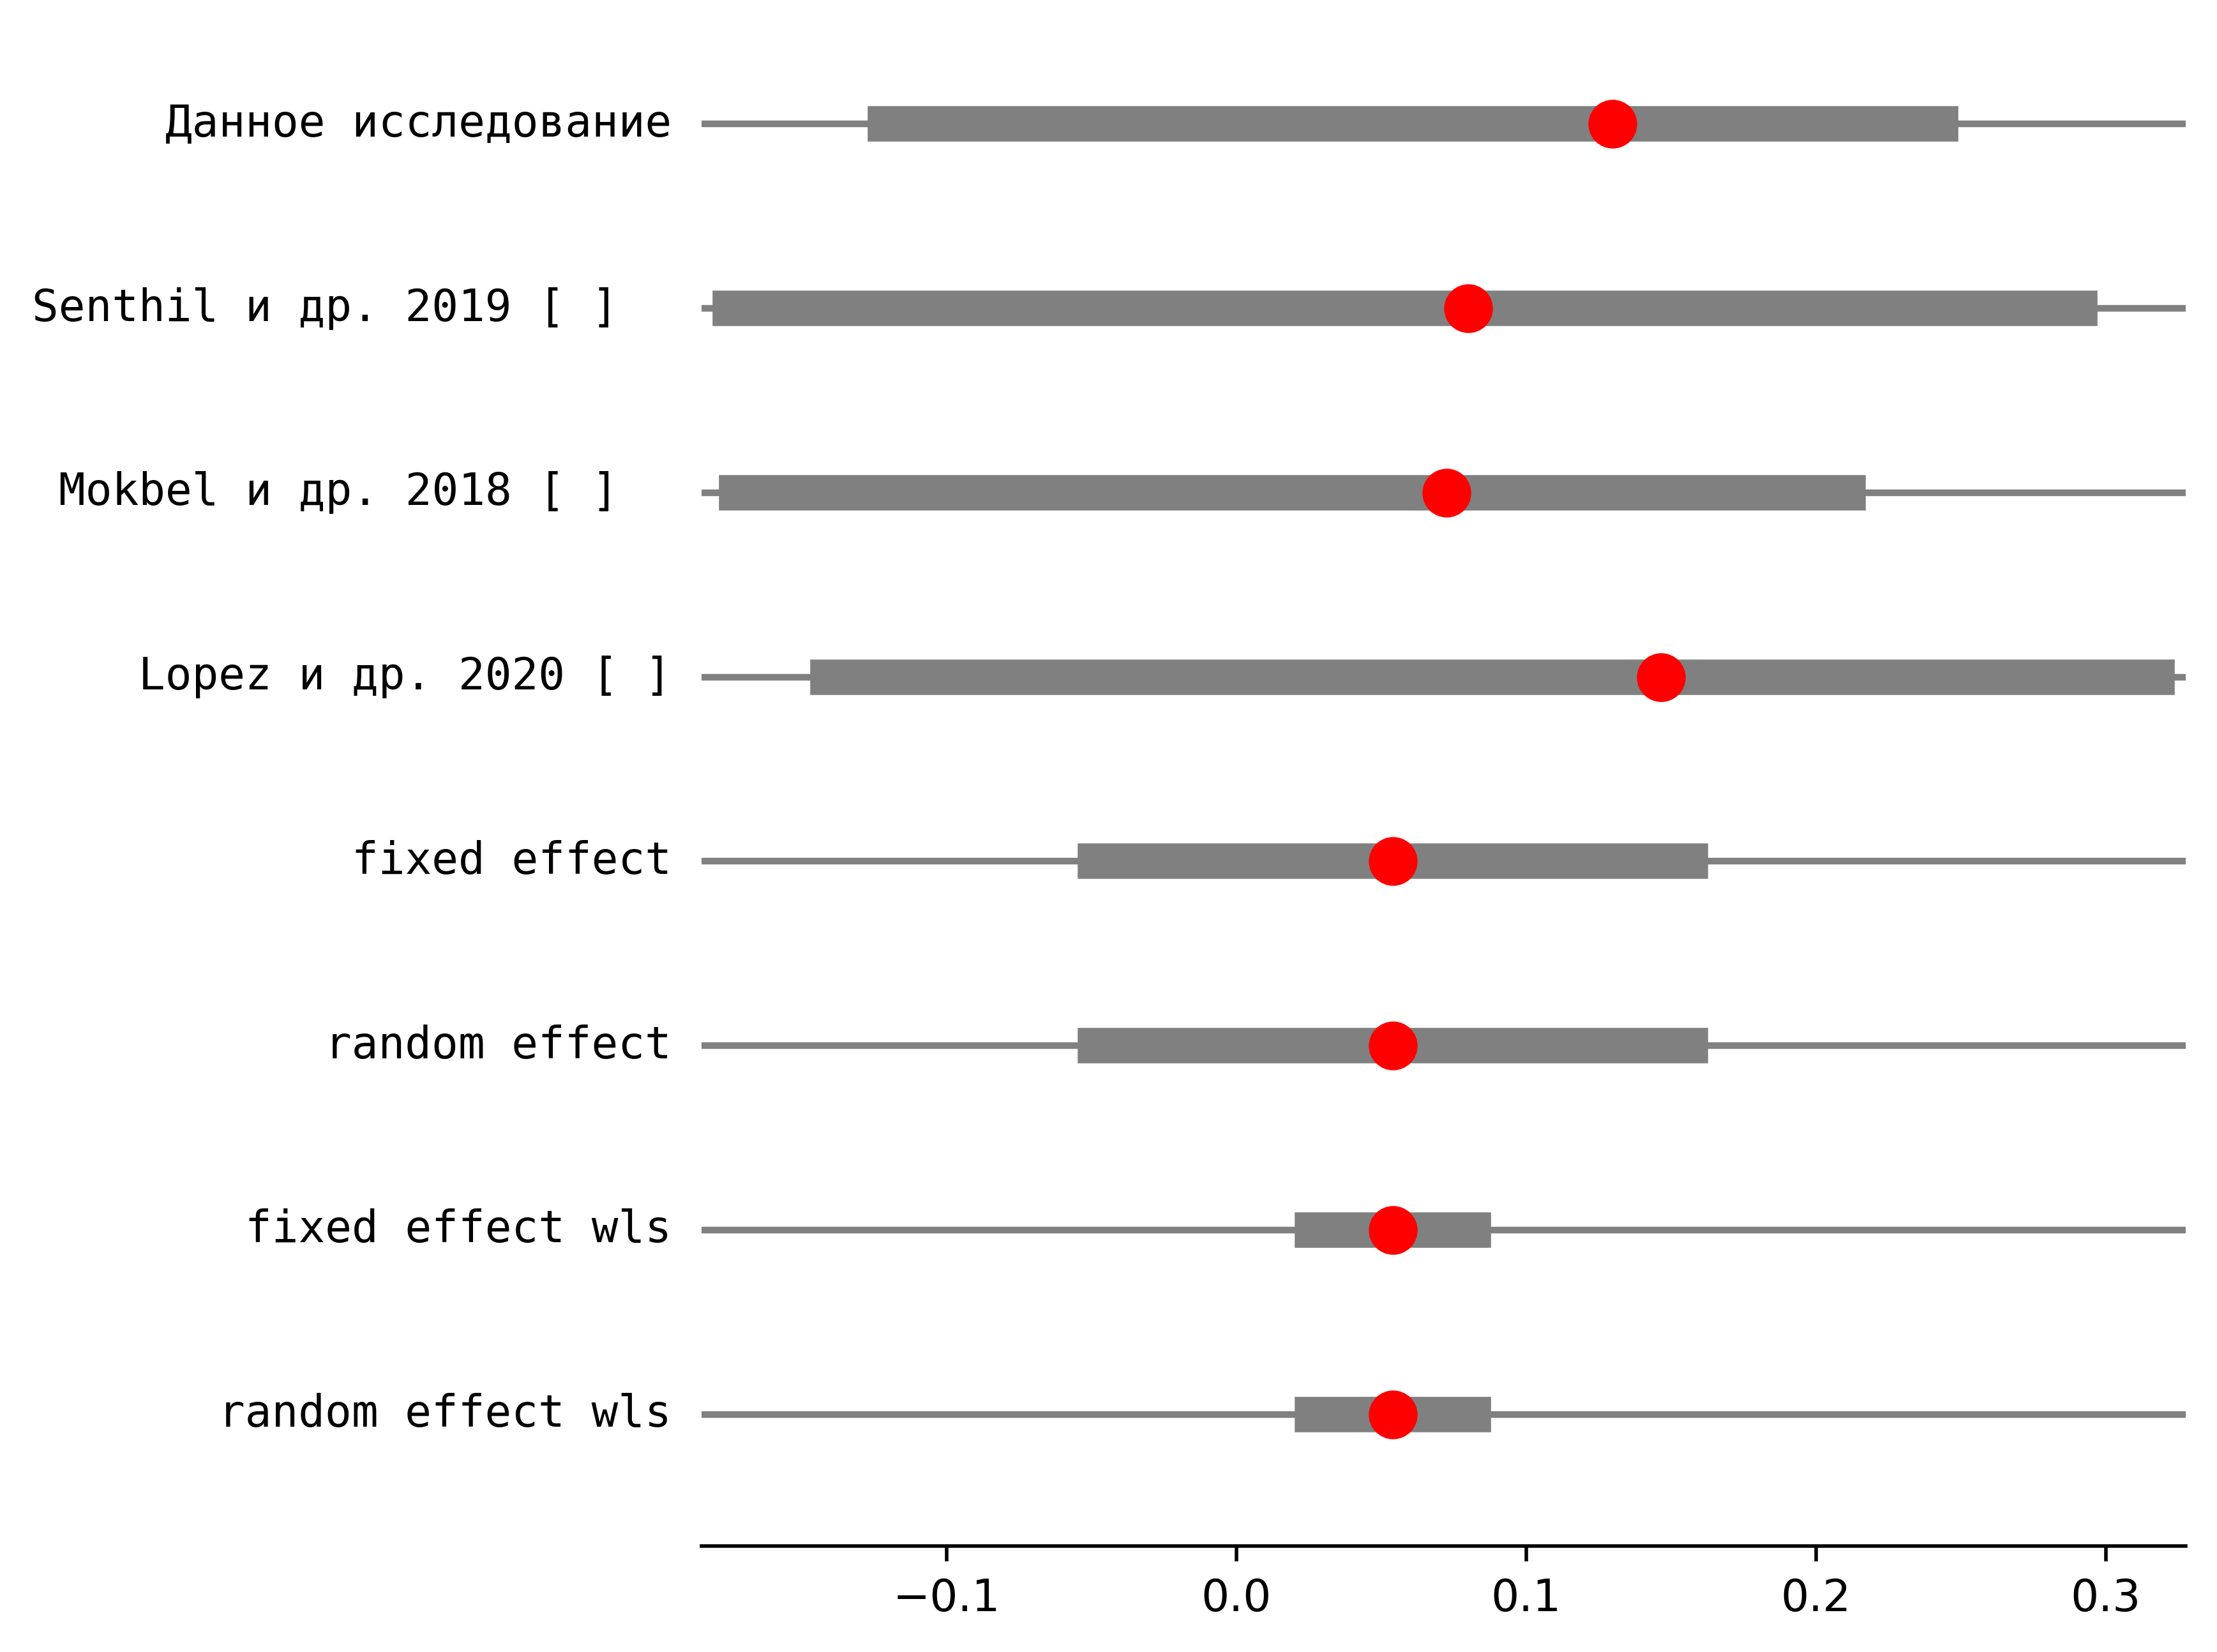 Данное исследование
Senthil и др. 2019 [ ]
Mokbel и др. 2018 [ ]
Lopez и др. 2020 [ ]
fixed effect
random effect
fixed effect wls
random effect wls
−0.1 0.0 0.1 0.2 0.3